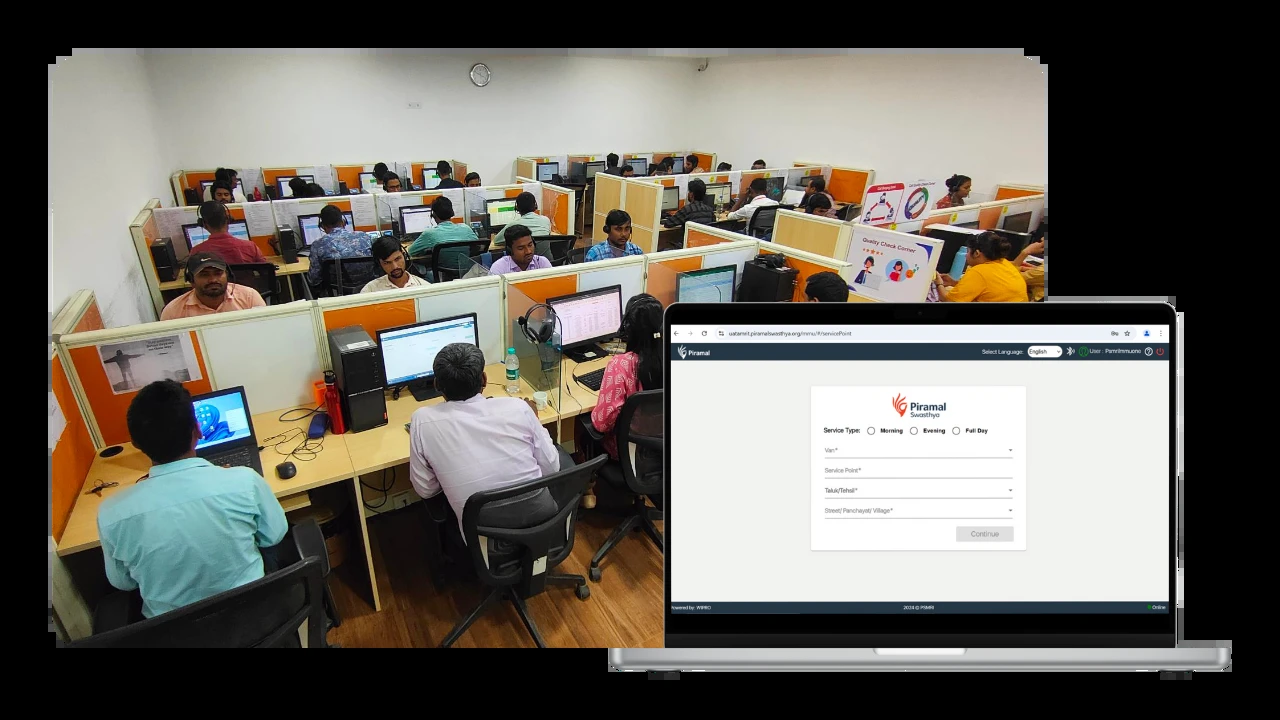 Quality Check Corner
uatamrit.piramalswasthya.org/mmu/#/servicePoint
Piramal
Select Language:
English
User : Psmrimmuone
Piramal
Swasthya
Service Type:
Morning
Evening
Full Day
Van*
Service Point*
Taluk/Tehsil*
Street/ Panchayat/ Village*
Continue
Powered by: WIPRO
2024 © PSMRI
Online